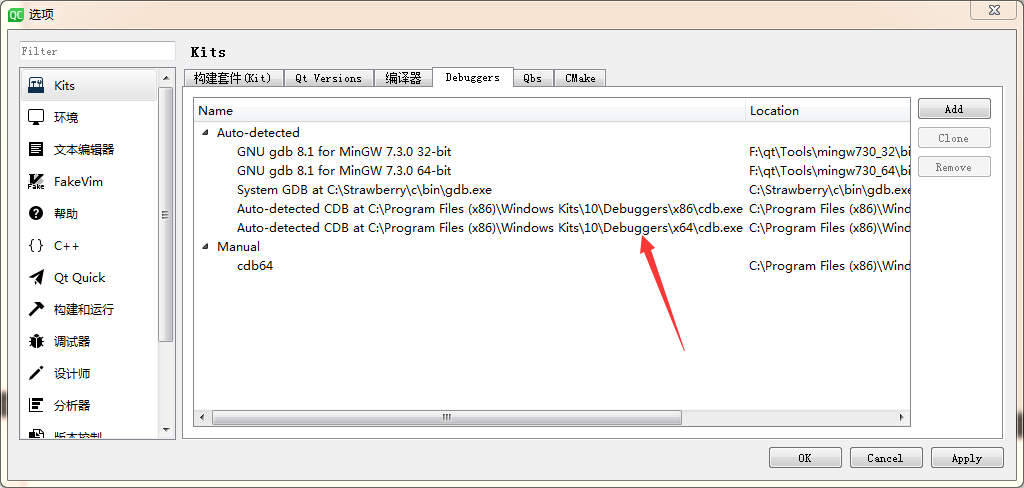 QC 选项
Filter
Kits
环境
文本编辑器
Fake FakeVim
帮助
{} C++
Qt Quick
构建和运行
调试器
设计师
分析器
版本控制
Kits
构建套件(Kit) Qt Versions 编译器 Debuggers Qbs CMake
Name Location
Auto-detected
GNU gdb 8.1 for MinGW 7.3.0 32-bit F:\qt\Tools\mingw730_32\bi
GNU gdb 8.1 for MinGW 7.3.0 64-bit F:\qt\Tools\mingw730_64\bi
System GDB at C:\Strawberry\c\bin\gdb.exe C:\Strawberry\c\bin\gdb.exe
Auto-detected CDB at C:\Program Files (x86)\Windows Kits\10\Debuggers\x86\cdb.exe C:\Program Files (x86)\Wind
Auto-detected CDB at C:\Program Files (x86)\Windows Kits\10\Debuggers\x64\cdb.exe C:\Program Files (x86)\Wind
Manual
cdb64 C:\Program Files (x86)\Wind
Add
Clone
Remove
OK Cancel Apply